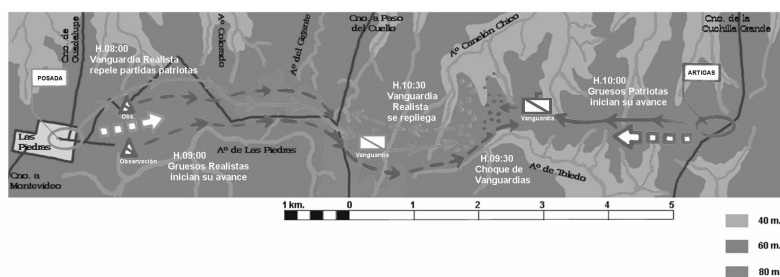 Cno. de
Guadalupe
Aº Colorado
Aº del Gigante
Cno. a Paso
del Cuello
Aº Canelón Chico
Cno. de la
Cuchilla Grande
H.08:00
Vanguardia Realista
repele partidas patriotas
POSADA
H.10:30
Vanguardia
Realista
se repliega
H.10:00
Gruesos Patriotas
inician su avance
ARTIGAS
Obs.
Vanguardia
Las
Piedras
Observación
Vanguardia
H.09:00
Gruesos Realistas
inician su avance
Aº de Las Piedras
H.09:30
Choque de
Vanguardias
Aº de Toledo
Cno. a
Montevideo
1 km. 0 1 2 3 4 5
40 m.
60 m.
80 m.